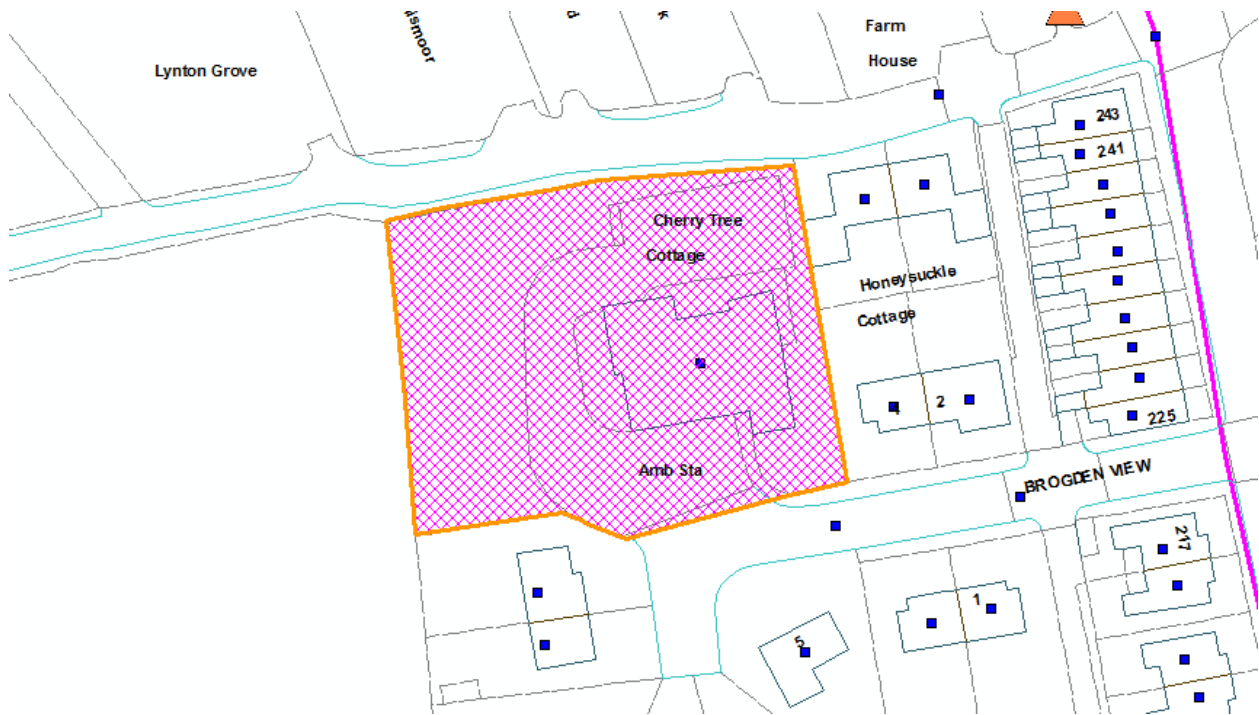 Farm
House
Lynton Grove
243
241
Cherry Tree
Cottage
Honeysuckle
Cottage
2
225
Amb Sta
BROGDEN VIEW
217
1
5